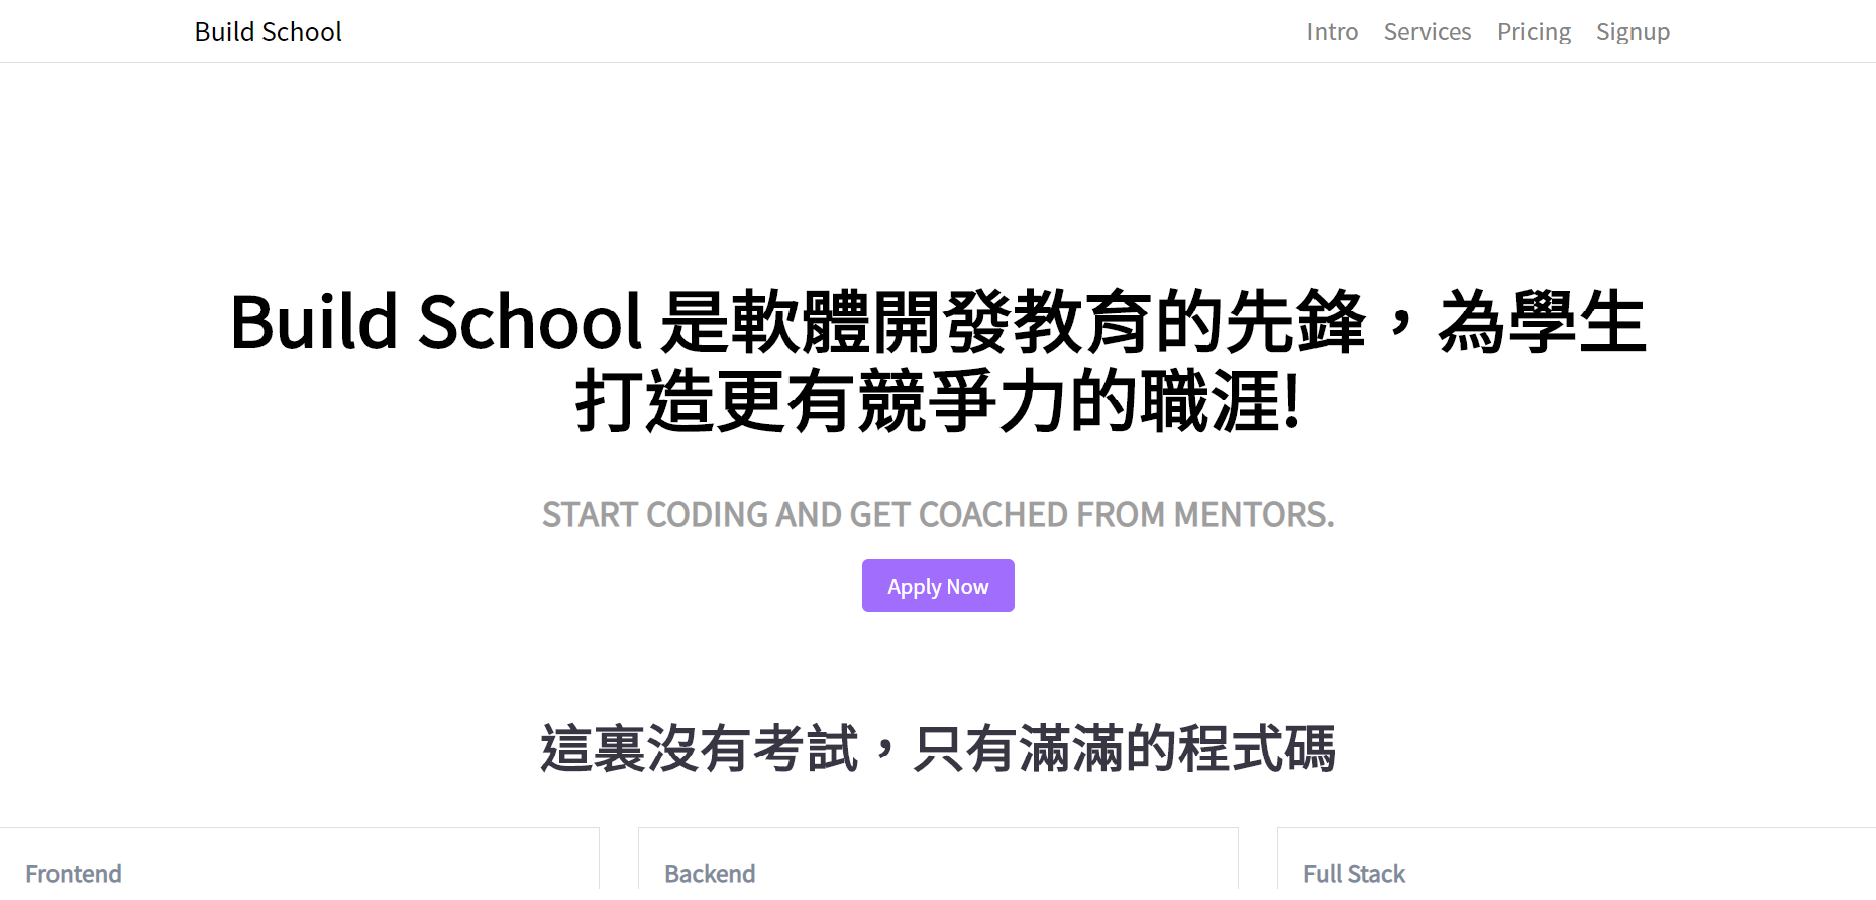 Build School
Intro Services Pricing Signup
Build School 是軟體開發教育的先鋒，為學生
打造更有競爭力的職涯!
START CODING AND GET COACHED FROM MENTORS.
Apply Now
這裏沒有考試，只有滿滿的程式碼
Frontend
Backend
Full Stack